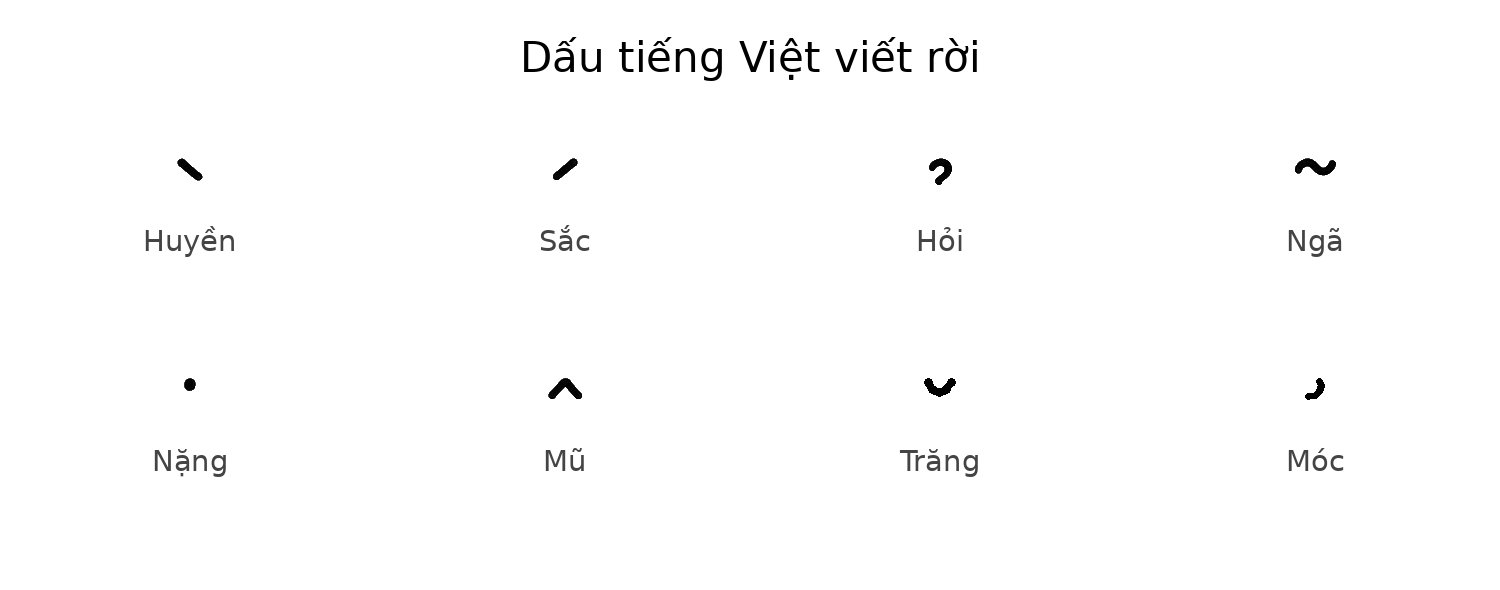 Dấu tiếng Việt viết rời
` ´ ̉ ~
Huyền Sắc Hỏi Ngã
. ^ ˘ ̛
Nặng Mũ Trăng Móc